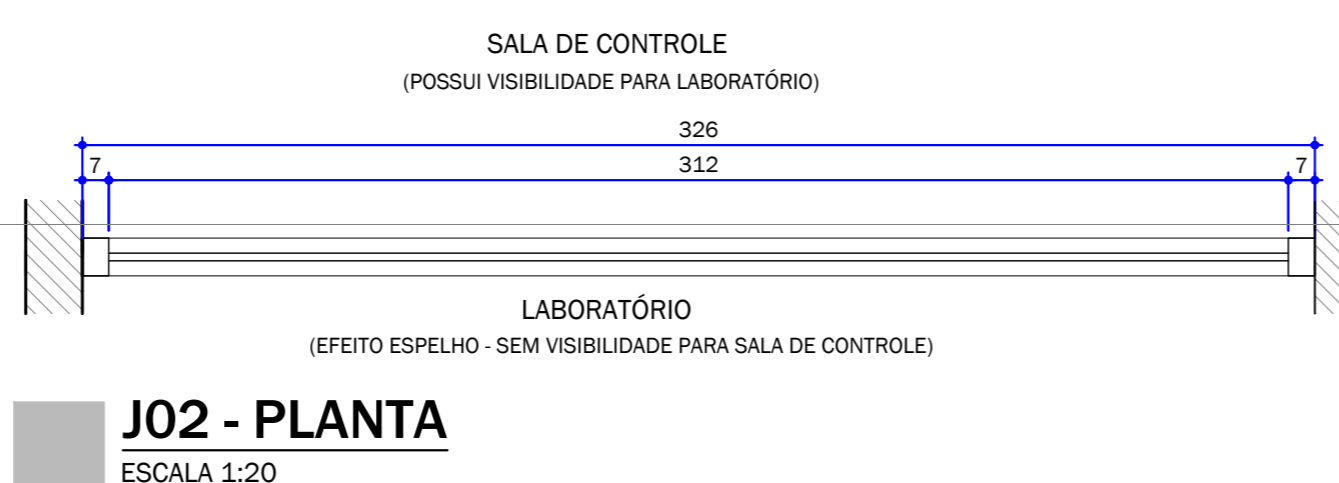 SALA DE CONTROLE
(POSSUI VISIBILIDADE PARA LABORATÓRIO)
326
7 312 7
LABORATÓRIO
(EFEITO ESPELHO - SEM VISIBILIDADE PARA SALA DE CONTROLE)
J02 - PLANTA
ESCALA 1:20